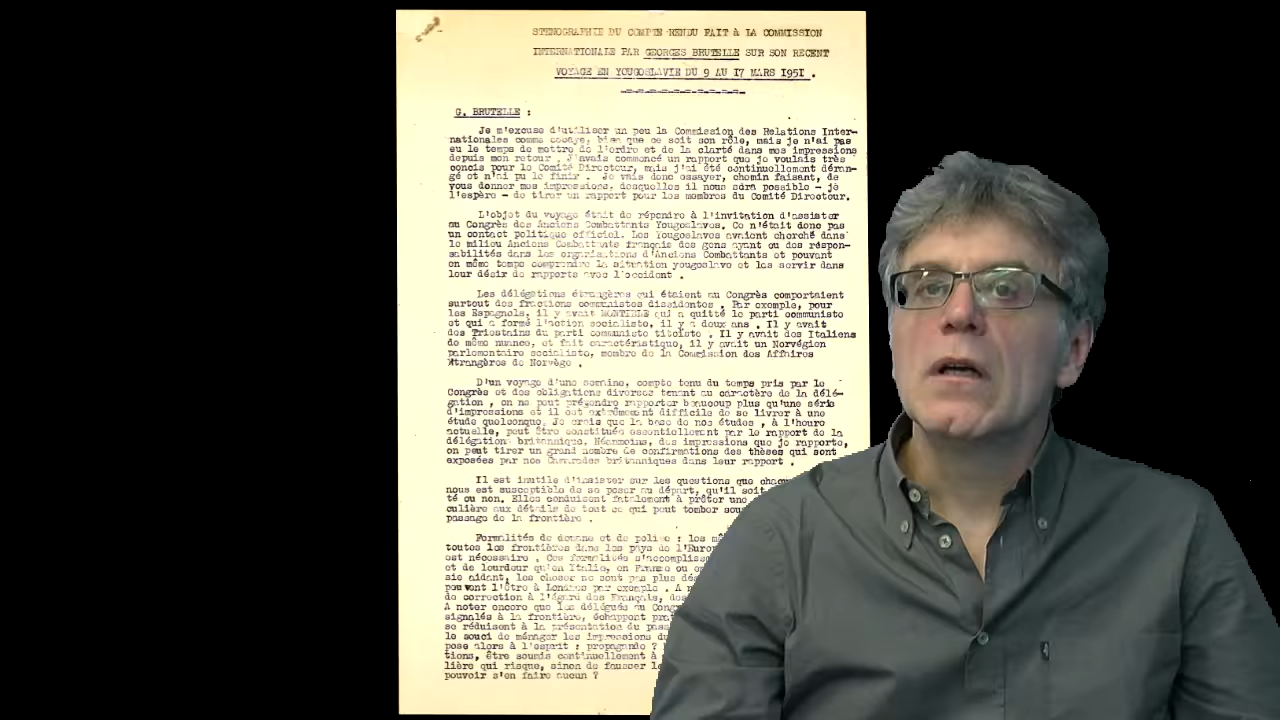 STENOGRAPHIE DU COMPTE RENDU FAIT à LA COMMISSION
INTERNATIONALE PAR GEORGES BRUTELLE SUR SON RECENT
VOYAGE EN YOUGOSLAVIE DU 9 AU 17 MARS 1951 .
G. BRUTELLE :
Je m'excuse d'utiliser un peu la Commission des Relations Inter-
nationales comme cobaye, bien que ce soit son rôle, mais je n'ai pas
eu le temps de mettre de l'ordre et de la clarté dans mes impressions
depuis mon retour . J'avais commencé un rapport que je voulais très
concis pour le Comité Directeur, mais j'ai été continuellement déran-
gé et n'ai pu le finir . Je vais donc essayer, chemin faisant, de
vous donner mes impressions, desquelles il nous sera possible - je
l'espère - de tirer un rapport pour les membres du Comité Directeur.
L'objet du voyage était de répondre à l'invitation d'assister
au Congrès des Anciens Combattants Yougoslaves. Ce n'était donc pas
un contact politique officiel. Les Yougoslaves avaient cherché dans
le milieu Anciens Combattants français des gens ayant eu des respon-
sabilités dans les organisations d'Anciens Combattants et pouvant
en même temps comprendre la situation yougoslave et les servir dans
leur désir de rapports avec l'occident .
Les délégations étrangères qui étaient au Congrès comportaient
surtout des fractions communistes dissidentes . Par exemple, pour
les Espagnols, il y avait qui a quitté le parti communiste
et qui a formé l'action socialiste, il y a deux ans . Il y avait
des Triestains du parti communiste titoiste . Il y avait des Italiens
de même nuance, et fait caractéristique, il y avait un Norvégien
parlementaire socialiste, membre de la Commission des Affaires
Etrangères de Norvège .
D'un voyage d'une semaine, compte tenu du temps pris par le
Congrès et des obligations diverses tenant au caractère de la délé-
gation , on ne peut prétendre rapporter beaucoup plus qu'une série
d'impressions et il est extrêmement difficile de se livrer à une
étude quelconque. Je crois que la base de nos études , à l'heure
actuelle, peut être constituée essentiellement par le rapport de la
délégation britannique. Néanmoins, des impressions que je rapporte,
on peut tirer un grand nombre de confirmations des thèses qui sont
exposées par nos Camarades britanniques dans leur rapport .
Il est inutile d'insister sur les questions que
nous est susceptible de se poser au départ, qu'il soit
té ou non. Elles conduisent fatalement à prêter une
culière aux détails de tout ce qui peut tomber
passage de la frontière .
Formalités de douane et de police : les
toutes les frontières dans les pays de
est nécessaire . Ces formalités
et de lourdeur qu'en Italie, en France ou
sie aidant, les choses ne sont pas plus
peuvent l'être à Londres par exemple . A
de correction à l'égard des Français,
A noter encore que les délégués au
signalés à la frontière, échappent
se réduisent à la présentation du
le souci de ménager les impressions
pose alors à l'esprit : propagande ?
tions, être soumis continuellement à
lière qui risque, sinon de fausser
pouvoir s'en faire aucun ?